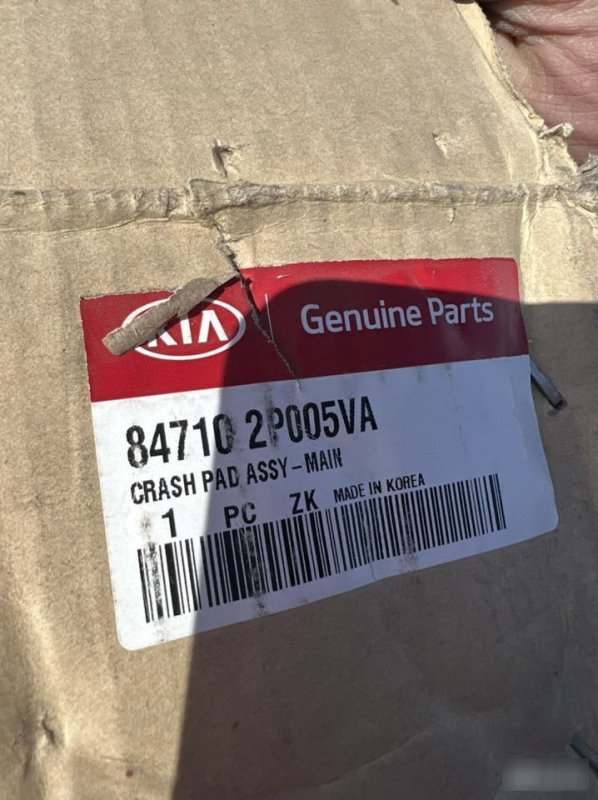 KIA
Genuine Parts
84710 2P005VA
CRASH PAD ASSY-MAIN
1 PC ZK MADE IN KOREA